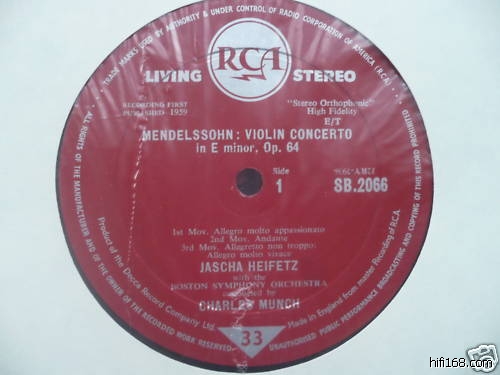 TRADE MARKS USED BY AUTHORITY & UNDER CONTROL OF RADIO CORPORATION OF AMERICA (R.C.A.)
RCA
LIVING STEREO
RECORDING FIRST
PUBLISHED 1959
"Stereo Orthophonic"
High Fidelity
E/T
MENDELSSOHN: VIOLIN CONCERTO
in E minor, Op. 64
Side
1
SB.2066
1st Mov. Allegro molto appassionato
2nd Mov. Andante
3rd Mov. Allegretto non troppo:
Allegro molto vivace
JASCHA HEIFETZ
with the
BOSTON SYMPHONY ORCHESTRA
conducted by
CHARLES MUNCH
Product of the Decca Record Company Ltd
Made in England from master Recording of R.C.A.
33
ALL RIGHTS OF THE MANUFACTURER AND OF THE OWNER OF THE RECORDED WORK RESERVED
UNAUTHORISED PUBLIC PERFORMANCE BROADCASTING AND COPYING OF THIS RECORD PROHIBITED
hifi168.com